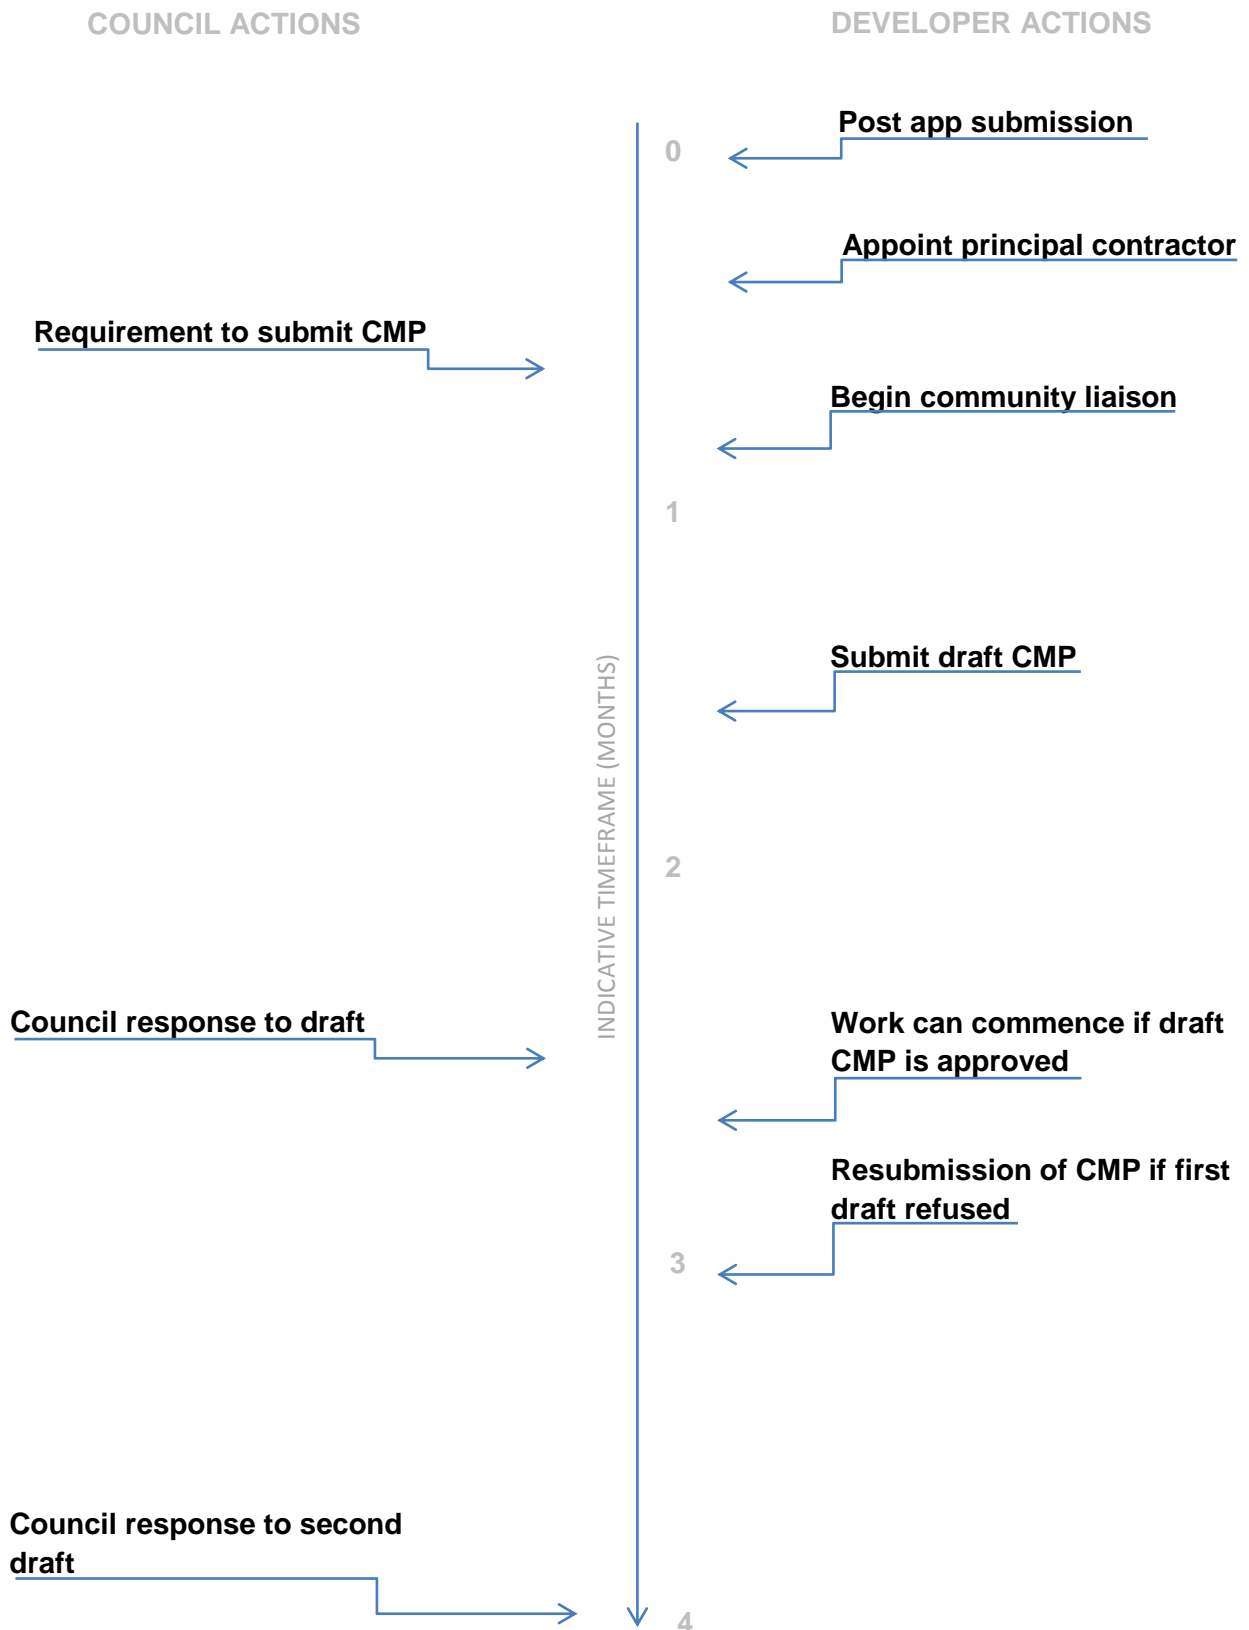 COUNCIL ACTIONS
DEVELOPER ACTIONS
Post app submission
0
Appoint principal contractor
Requirement to submit CMP
Begin community liaison
1
Submit draft CMP
INDICATIVE TIMEFRAME (MONTHS)
2
Council response to draft
Work can commence if draft
CMP is approved
Resubmission of CMP if first
draft refused
3
Council response to second
draft
4